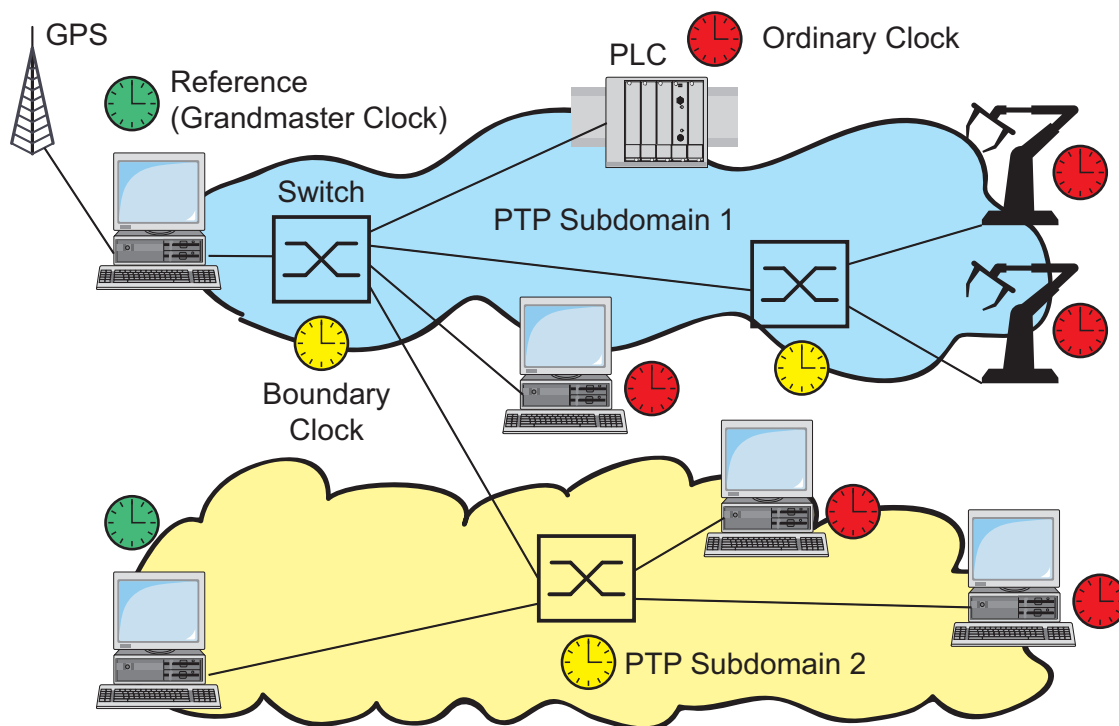 GPS
Reference
(Grandmaster Clock)
PLC
Ordinary Clock
Switch
PTP Subdomain 1
Boundary
Clock
PTP Subdomain 2